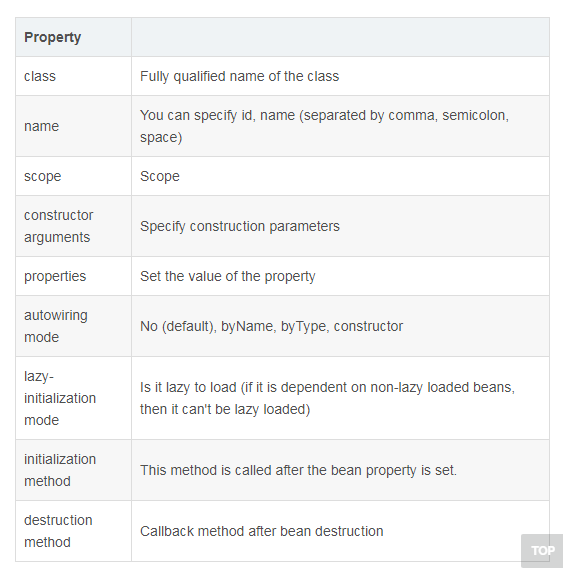 Property
class
Fully qualified name of the class
name
You can specify id, name (separated by comma, semicolon,
space)
scope
Scope
constructor
arguments
Specify construction parameters
properties
Set the value of the property
autowiring
mode
No (default), byName, byType, constructor
lazy-
initialization
mode
Is it lazy to load (if it is dependent on non-lazy loaded beans,
then it can't be lazy loaded)
initialization
method
This method is called after the bean property is set.
destruction
method
Callback method after bean destruction
TOP